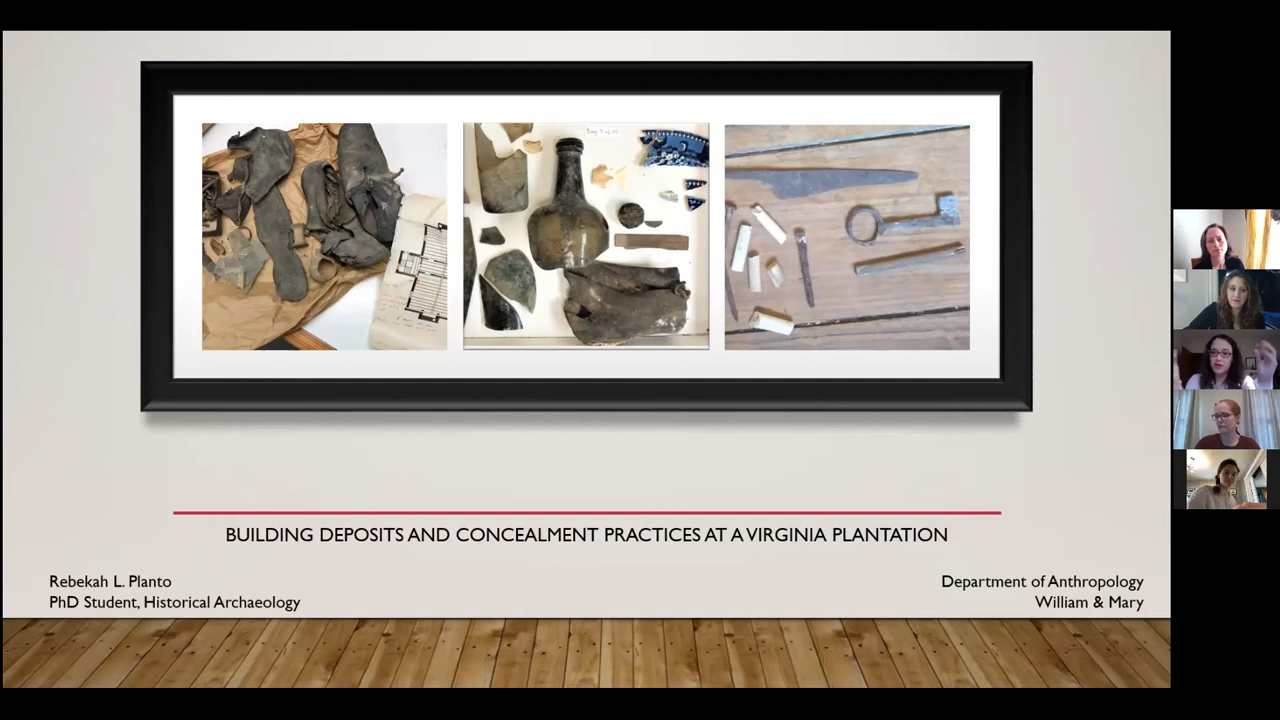 BUILDING DEPOSITS AND CONCEALMENT PRACTICES AT A VIRGINIA PLANTATION
Rebekah L. Planto
PhD Student, Historical Archaeology
Department of Anthropology
William & Mary